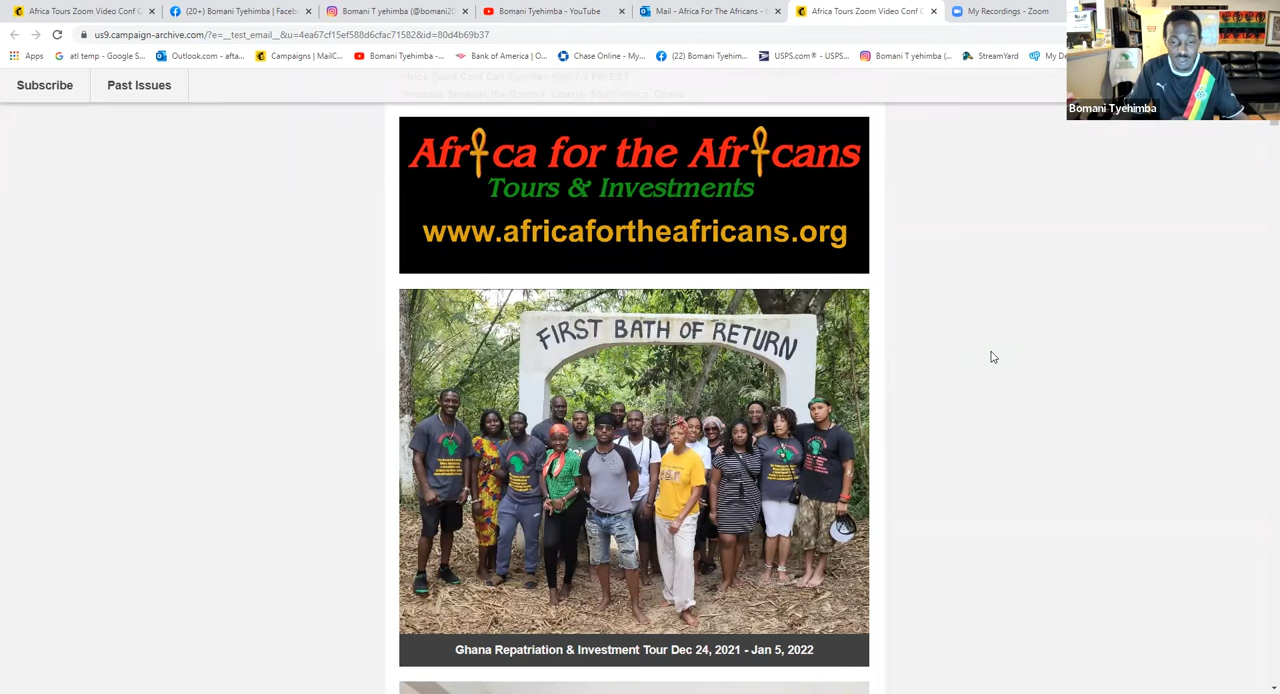 Africa Tours Zoom Video Conf C
(20+) Bomani Tyehimba | Faceb
Bomani T yehimba (@bomani20
Bomani Tyehimba - YouTube
Mail - Africa For The Africans - 
Africa Tours Zoom Video Conf C
My Recordings - Zoom
us9.campaign-archive.com/?e=__test_email__&u=4ea67cf15ef588d6cfac71582&id=80d4b69b37
Apps
atl temp - Google S...
Outlook.com - afta...
Campaigns | MailC...
Bomani Tyehimba -...
Bank of America | O...
Chase Online - My...
(22) Bomani Tyehim...
USPS.com® - USPS...
Bomani T yehimba (...
StreamYard
My De
Subscribe
Past Issues
Bomani Tyehimba
Africa for the Africans
Tours & Investments
www.africafortheafricans.org
FIRST BATH OF RETURN
Ghana Repatriation & Investment Tour Dec 24, 2021 - Jan 5, 2022